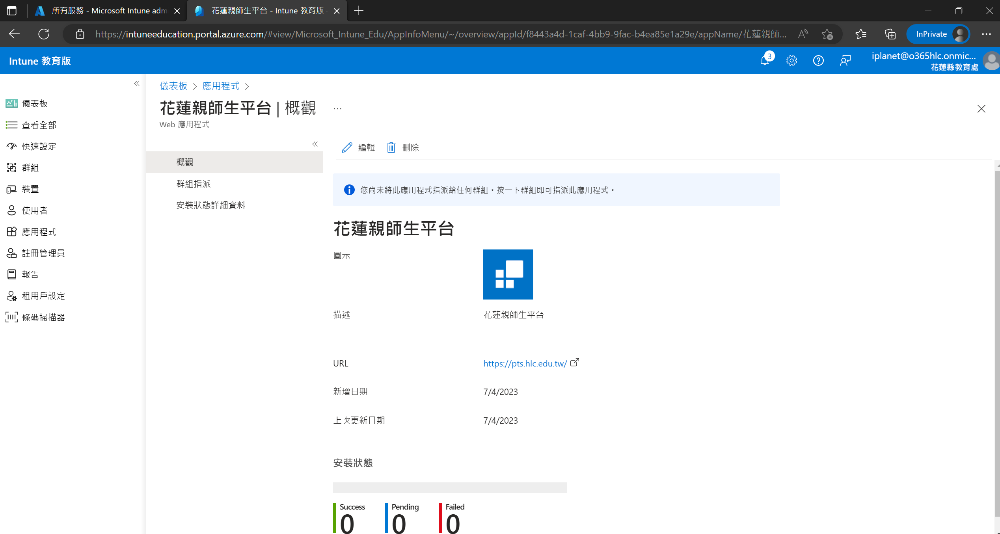 所有服務 - Microsoft Intune adm
花蓮親師生平台 - Intune 教育版 -
https://intuneeducation.portal.azure.com/#view/Microsoft_Intune_Edu/AppInfoMenu/~/overview/appId/f8443a4d-1caf-4bb9-9fac-b4ea85e1a29e/appName/花蓮親師...
InPrivate
Intune 教育版
3
iplanet@o365hlc.onmic...
花蓮縣教育處
儀表板
查看全部
快速設定
群組
裝置
使用者
應用程式
註冊管理員
報告
租用戶設定
條碼掃描器
儀表板 > 應用程式 >
花蓮親師生平台 | 概觀 ...
Web 應用程式
概觀
群組指派
安裝狀態詳細資料
編輯 刪除
您尚未將此應用程式指派給任何群組。按一下群組即可指派此應用程式。
花蓮親師生平台
圖示
描述 花蓮親師生平台
URL https://pts.hlc.edu.tw/
新增日期 7/4/2023
上次更新日期 7/4/2023
安裝狀態
Success Pending Failed
0 0 0